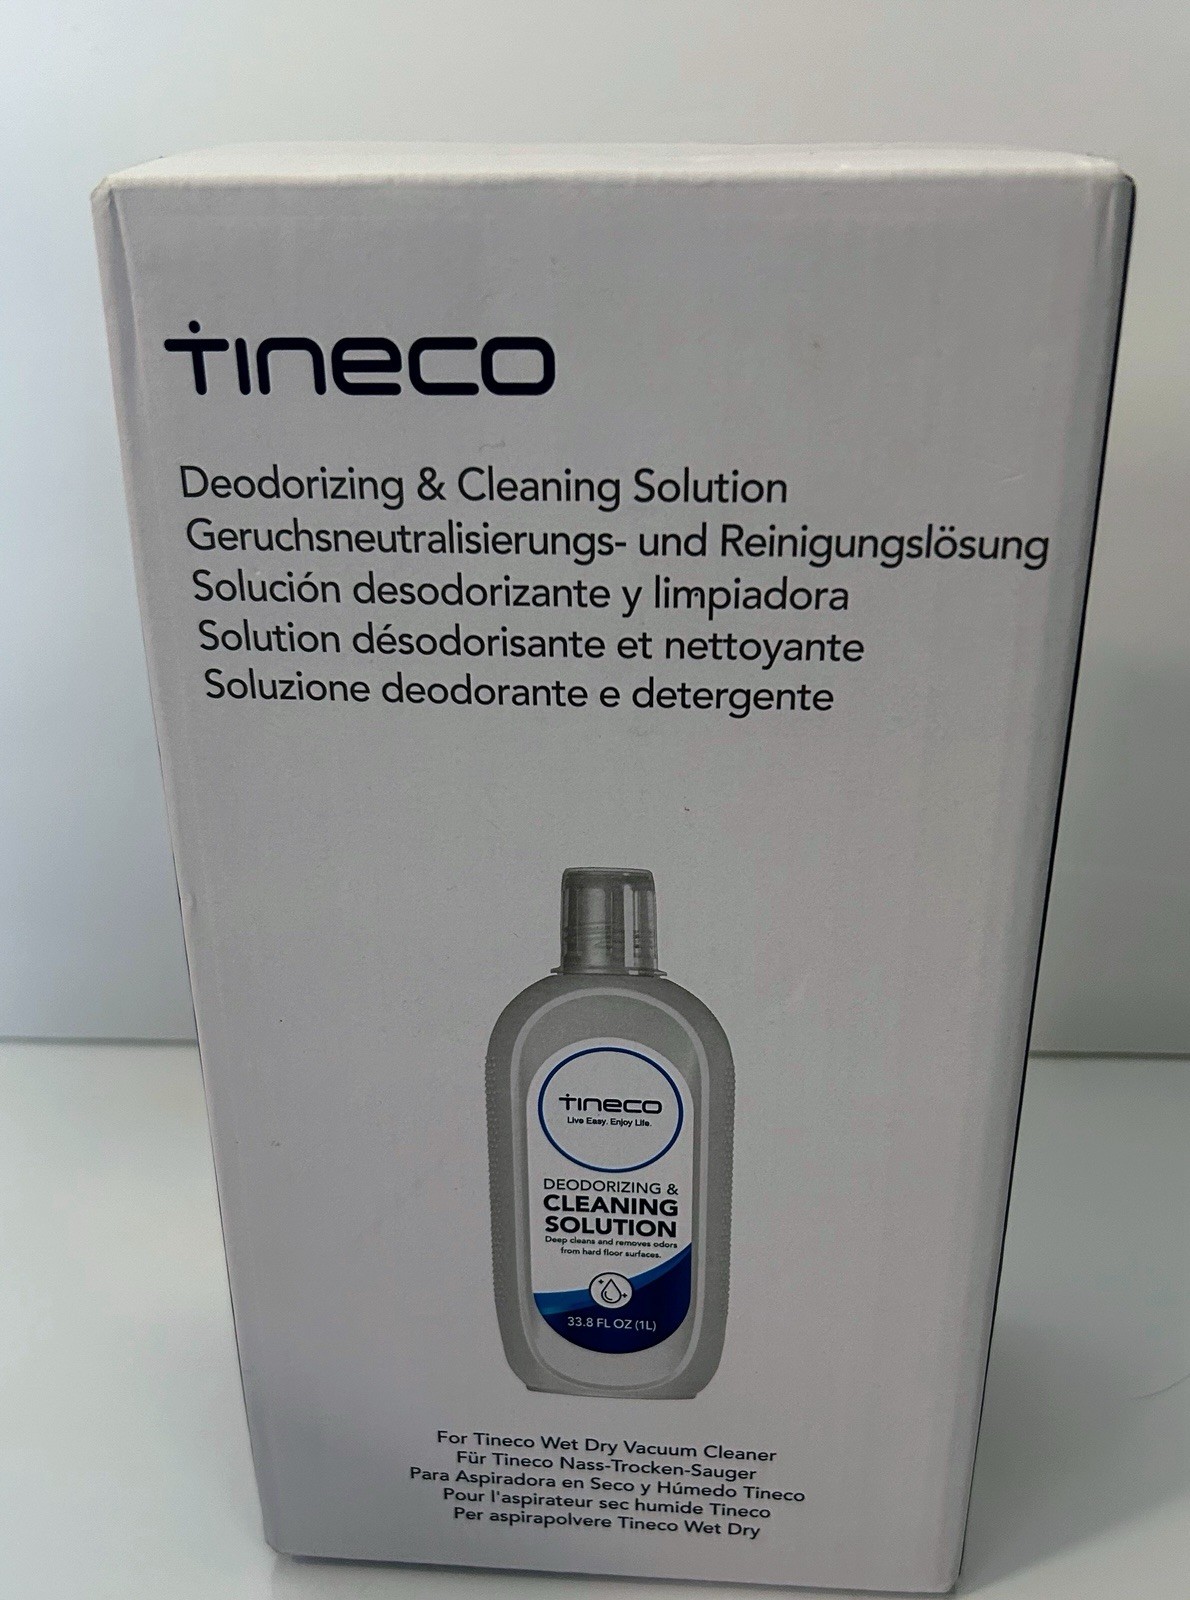 tineco
Deodorizing & Cleaning Solution
Geruchsneutralisierungs- und Reinigungslösung
Solución desodorizante y limpiadora
Solution désodorisante et nettoyante
Soluzione deodorante e detergente
tineco
Live Easy. Enjoy Life.
DEODORIZING &
CLEANING
SOLUTION
Deep cleans and removes odors
from hard floor surfaces.
33.8 FL OZ (1L)
For Tineco Wet Dry Vacuum Cleaner
Für Tineco Nass-Trocken-Sauger
Para Aspiradora en Seco y Húmedo Tineco
Pour l'aspirateur sec humide Tineco
Per aspirapolvere Tineco Wet Dry